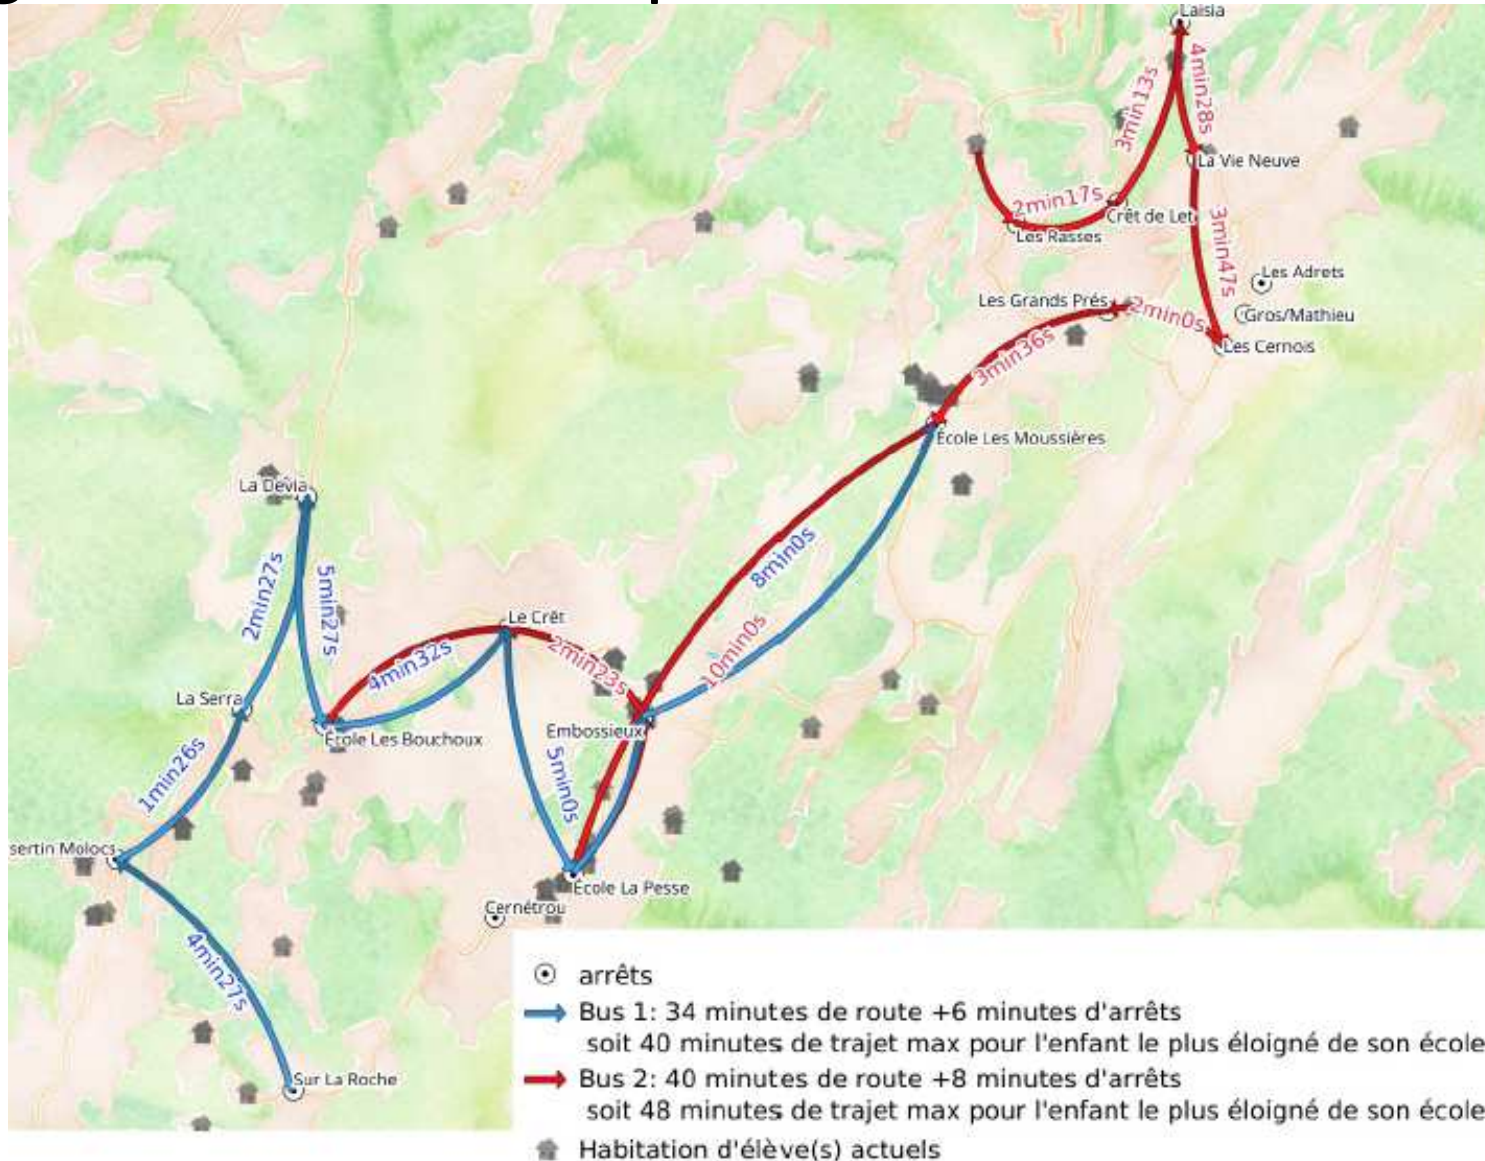 Laisia
4min28s
3min13s
La Vie Neuve
2min17s
Crêt de Let
Les Rasses
3min47s
Les Adrets
Les Grands Prés
2min0s
Gros/Mathieu
Les Cernois
3min36s
École Les Moussières
La Dévia
8min0s
2min27s
5min27s
Le Crêt
4min32s
2min23s
10min0s
La Serra
Embossieux
École Les Bouchoux
1min26s
5min0s
sertin Molocs
École La Pesse
Cernétrou
4min27s
Sur La Roche
arrêts
Bus 1: 34 minutes de route +6 minutes d'arrêts
soit 40 minutes de trajet max pour l'enfant le plus éloigné de son école
Bus 2: 40 minutes de route +8 minutes d'arrêts
soit 48 minutes de trajet max pour l'enfant le plus éloigné de son école
Habitation d'élève(s) actuels